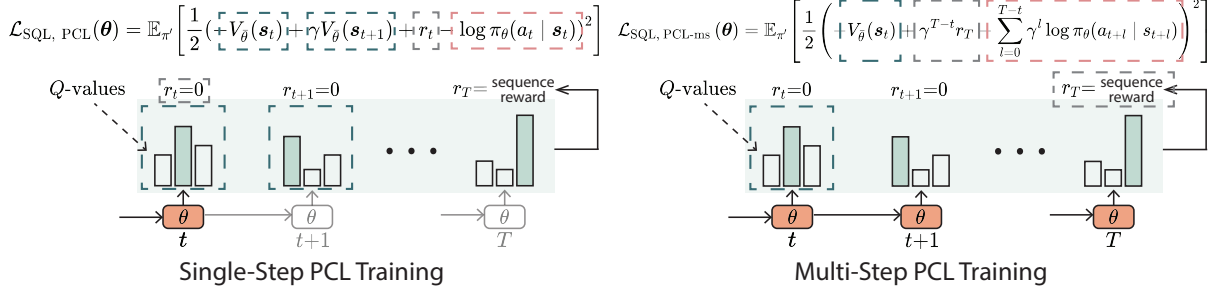 $\mathcal{L}_{\text{SQL, PCL}}(\boldsymbol{\theta}) = \mathbb{E}_{\pi'}\left[\frac{1}{2}\left(-V_{\bar{\theta}}(\boldsymbol{s}_t) + \gamma V_{\bar{\theta}}(\boldsymbol{s}_{t+1}) + r_t - \log \pi_\theta(a_t \mid \boldsymbol{s}_t)\right)^2\right]$
Q-values
r_t=0
r_{t+1}=0
r_T= sequence
reward
• • •
θ
θ
θ
t
t+1
T
Single-Step PCL Training
$\mathcal{L}_{\text{SQL, PCL-ms}}(\boldsymbol{\theta}) = \mathbb{E}_{\pi'}\left[\frac{1}{2}\left(-V_{\bar{\theta}}(\boldsymbol{s}_t) + \gamma^{T-t} r_T - \sum_{l=0}^{T-t} \gamma^l \log \pi_\theta(a_{t+l} \mid s_{t+l})\right)^2\right]$
Q-values
r_t=0
r_{t+1}=0
r_T= sequence
reward
• • •
θ
θ
θ
t
t+1
T
Multi-Step PCL Training